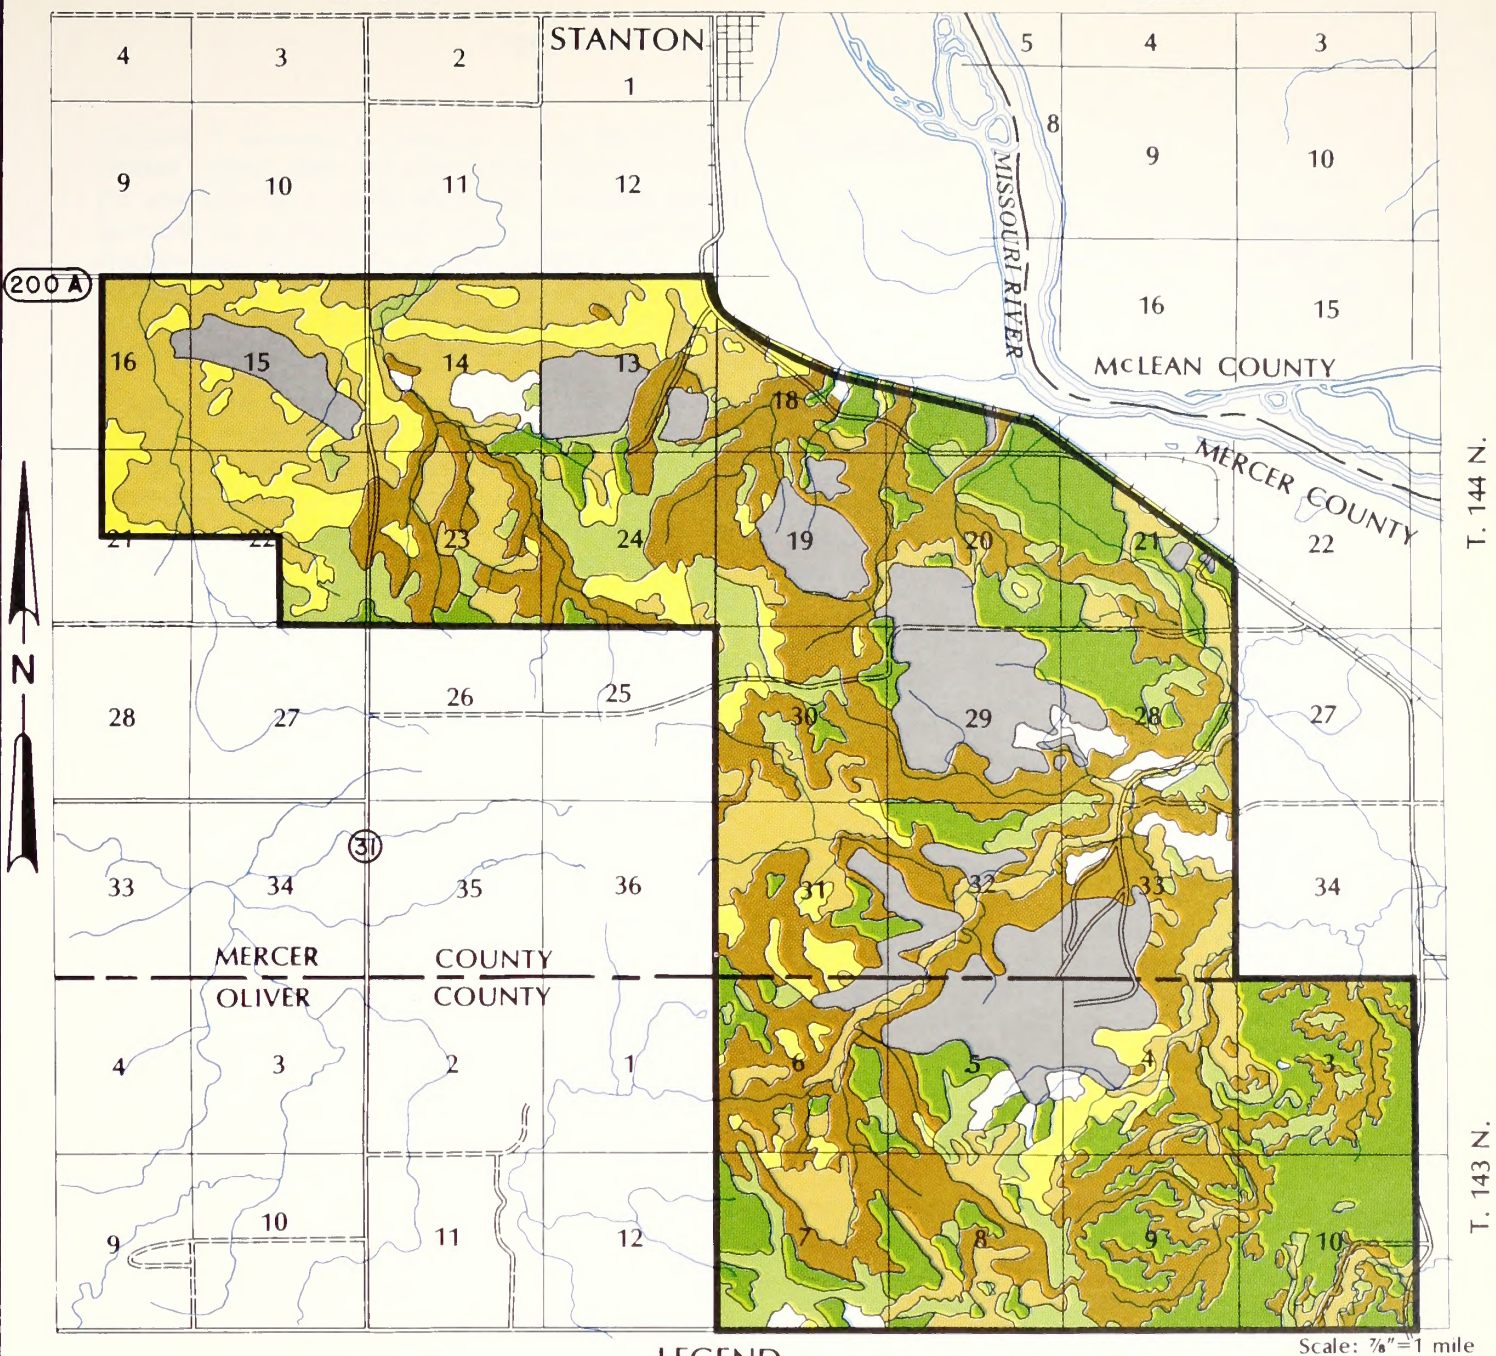 STANTON
4 3 2 1 5 4 3
8
9 10 11 12 9 10
MISSOURI RIVER
200 A
16 15
McLEAN COUNTY
16 15 14 13 18
MERCER COUNTY
T. 144 N.
21 22 23 24 19 20 21 22
N
28 27 26 25 30 29 28 27
31
33 34 35 36 31 32 33 34
MERCER COUNTY
OLIVER COUNTY
4 3 2 1 6 5 4 3
T. 143 N.
9 10 11 12 7 8 9 10
Scale: 7/8"=1 mile